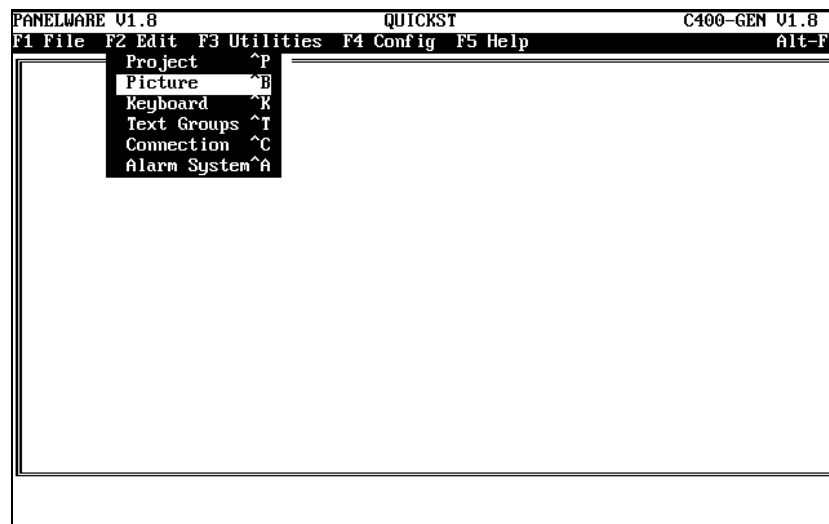 PANELWARE V1.8 QUICKST C400-GEN V1.8
F1 File F2 Edit F3 Utilities F4 Config F5 Help Alt-F
Project ^P
Picture ^B
Keyboard ^K
Text Groups ^T
Connection ^C
Alarm System^A